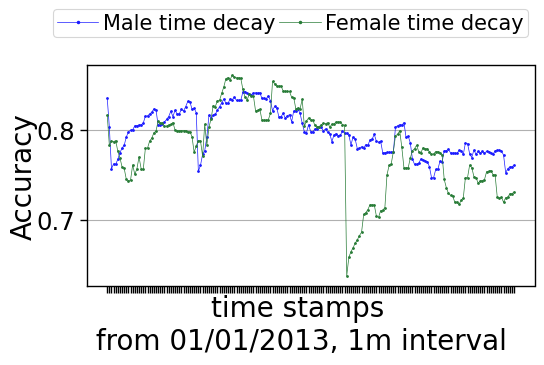 Male time decay Female time decay
Accuracy
0.8
0.7
time stamps
from 01/01/2013, 1m interval